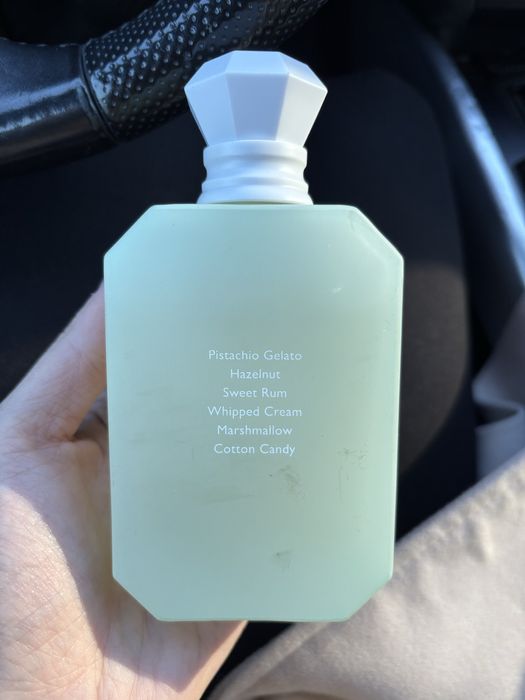 Pistachio Gelato
Hazelnut
Sweet Rum
Whipped Cream
Marshmallow
Cotton Candy